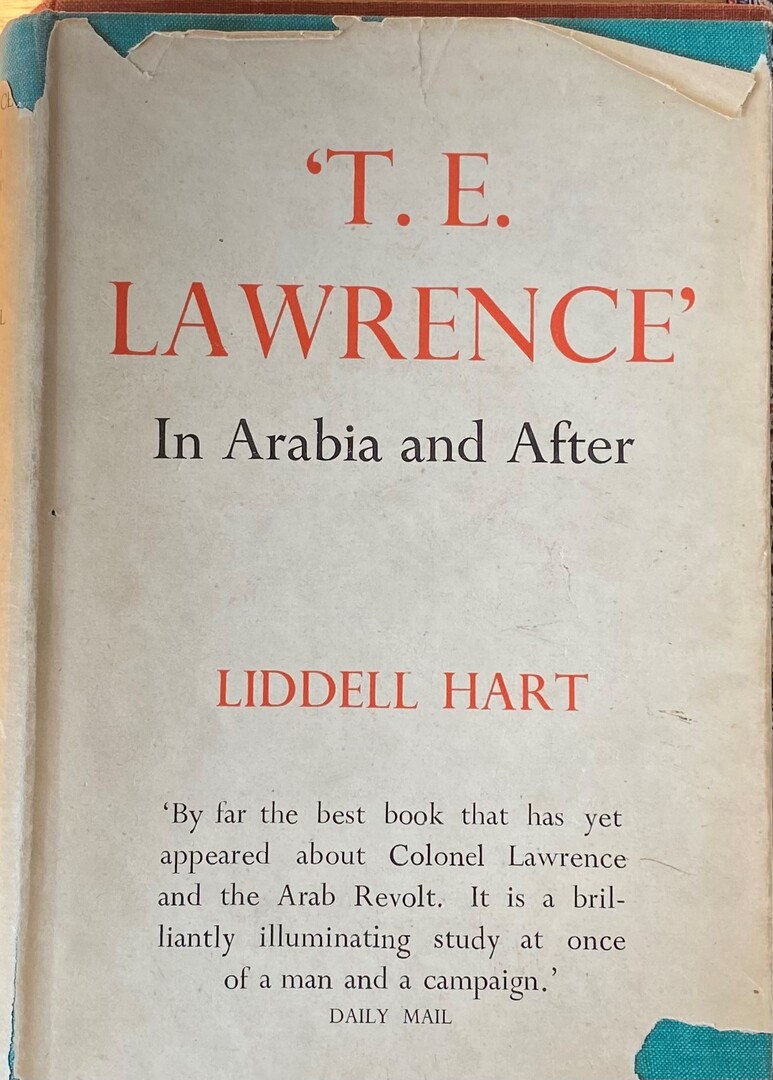 ‘T. E.
LAWRENCE’
In Arabia and After
LIDDELL HART
‘By far the best book that has yet
appeared about Colonel Lawrence
and the Arab Revolt. It is a bril-
liantly illuminating study at once
of a man and a campaign.’
DAILY MAIL